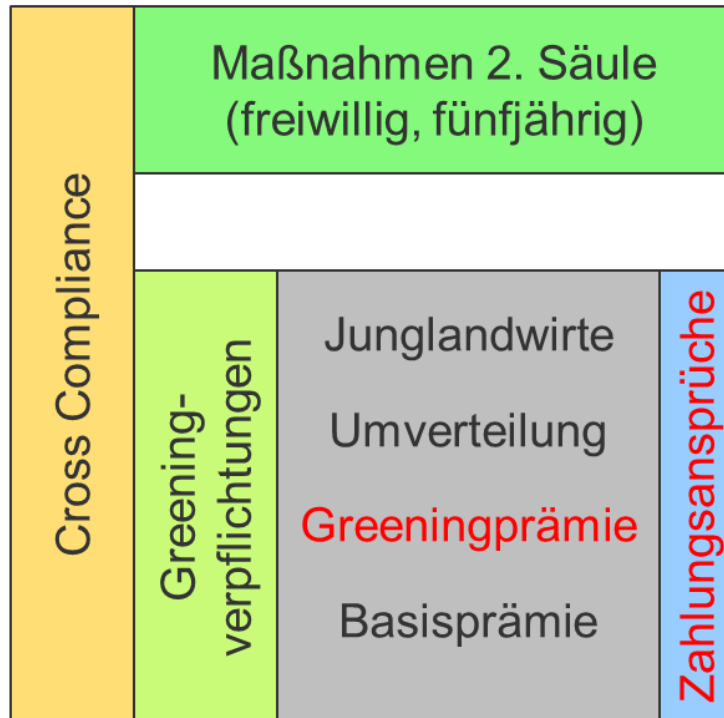 Cross Compliance
Maßnahmen 2. Säule
(freiwillig, fünfjährig)
Greening-
verpflichtungen
Junglandwirte
Umverteilung
Greeningprämie
Basisprämie
Zahlungsansprüche